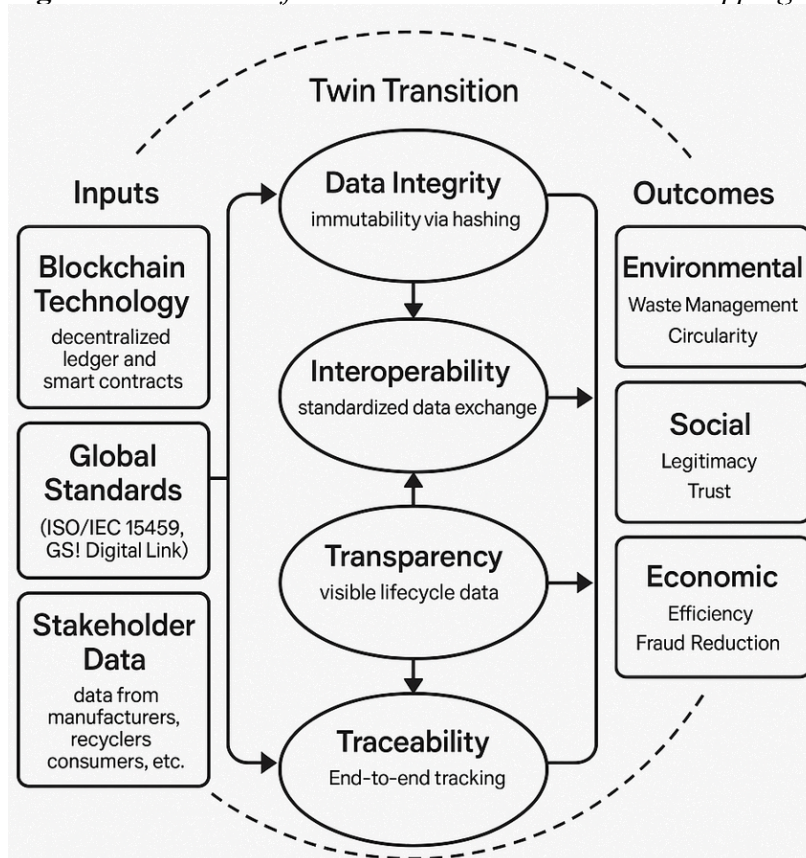 Twin Transition
Inputs
Blockchain
Technology
decentralized
ledger and
smart contracts
Global
Standards
(ISO/IEC 15459,
GS! Digital Link)
Stakeholder
Data
data from
manufacturers,
recyclers
consumers, etc.
Data Integrity
immutability via hashing
Interoperability
standardized data exchange
Transparency
visible lifecycle data
Traceability
End-to-end tracking
Outcomes
Environmental
Waste Management
Circularity
Social
Legitimacy
Trust
Economic
Efficiency
Fraud Reduction